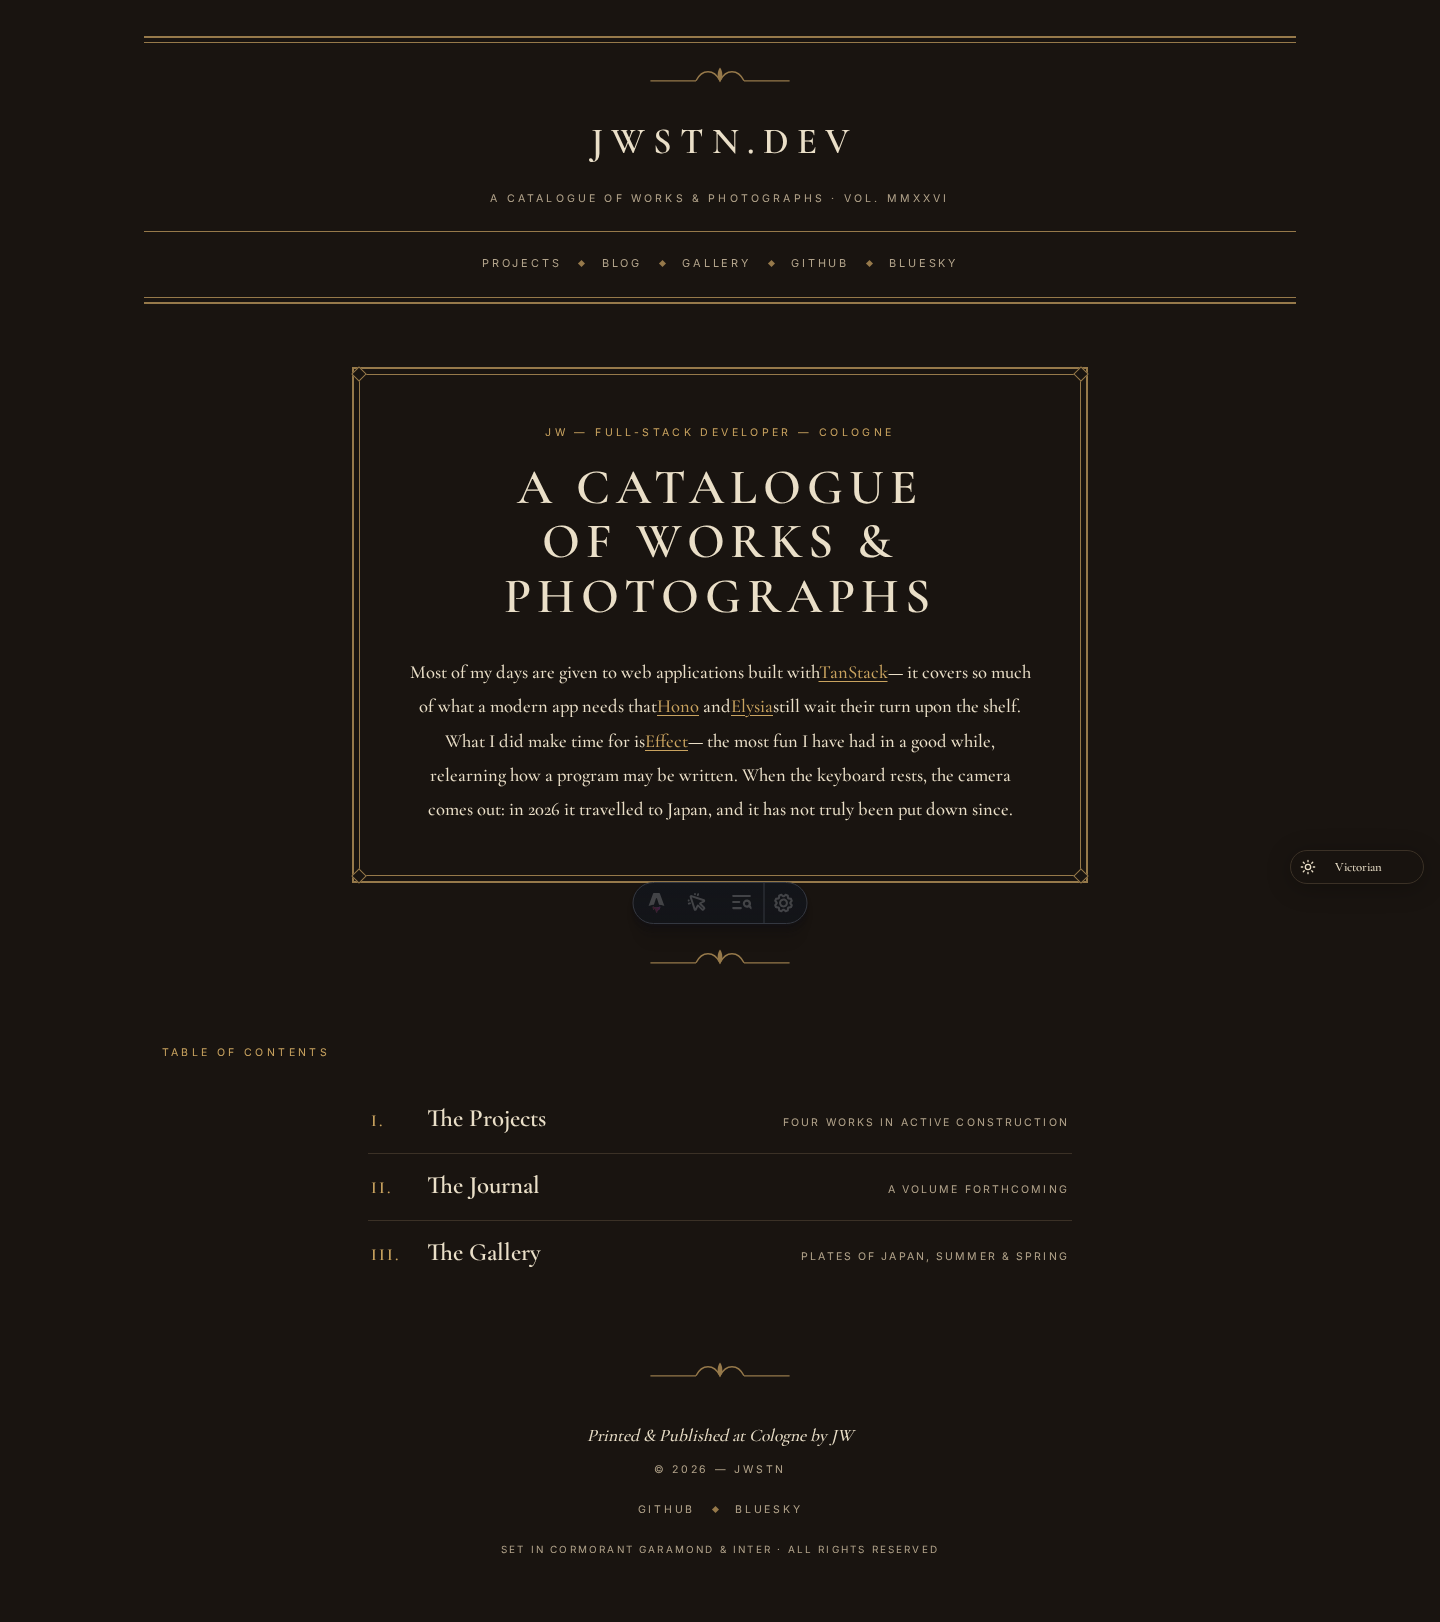 JWSTN.DEV
A CATALOGUE OF WORKS & PHOTOGRAPHS · VOL. MMXXVI
PROJECTS ◆ BLOG ◆ GALLERY ◆ GITHUB ◆ BLUESKY
JW — FULL-STACK DEVELOPER — COLOGNE
A CATALOGUE
OF WORKS &
PHOTOGRAPHS
Most of my days are given to web applications built withTanStack— it covers so much
of what a modern app needs thatHono andElysiastill wait their turn upon the shelf.
What I did make time for isEffect— the most fun I have had in a good while,
relearning how a program may be written. When the keyboard rests, the camera
comes out: in 2026 it travelled to Japan, and it has not truly been put down since.
Victorian
TABLE OF CONTENTS
I. The Projects FOUR WORKS IN ACTIVE CONSTRUCTION
II. The Journal A VOLUME FORTHCOMING
III. The Gallery PLATES OF JAPAN, SUMMER & SPRING
Printed & Published at Cologne by JW
© 2026 — JWSTN
GITHUB ◆ BLUESKY
SET IN CORMORANT GARAMOND & INTER · ALL RIGHTS RESERVED